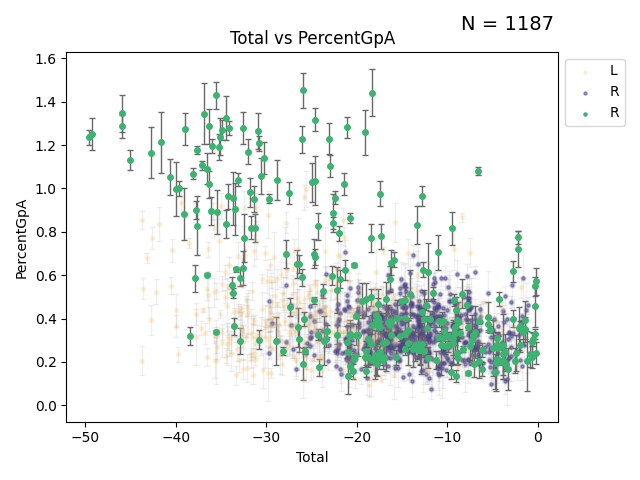 N = 1187
Total vs PercentGpA
L
R
R
PercentGpA
1.6
1.4
1.2
1.0
0.8
0.6
0.4
0.2
0.0
−50 −40 −30 −20 −10 0
Total